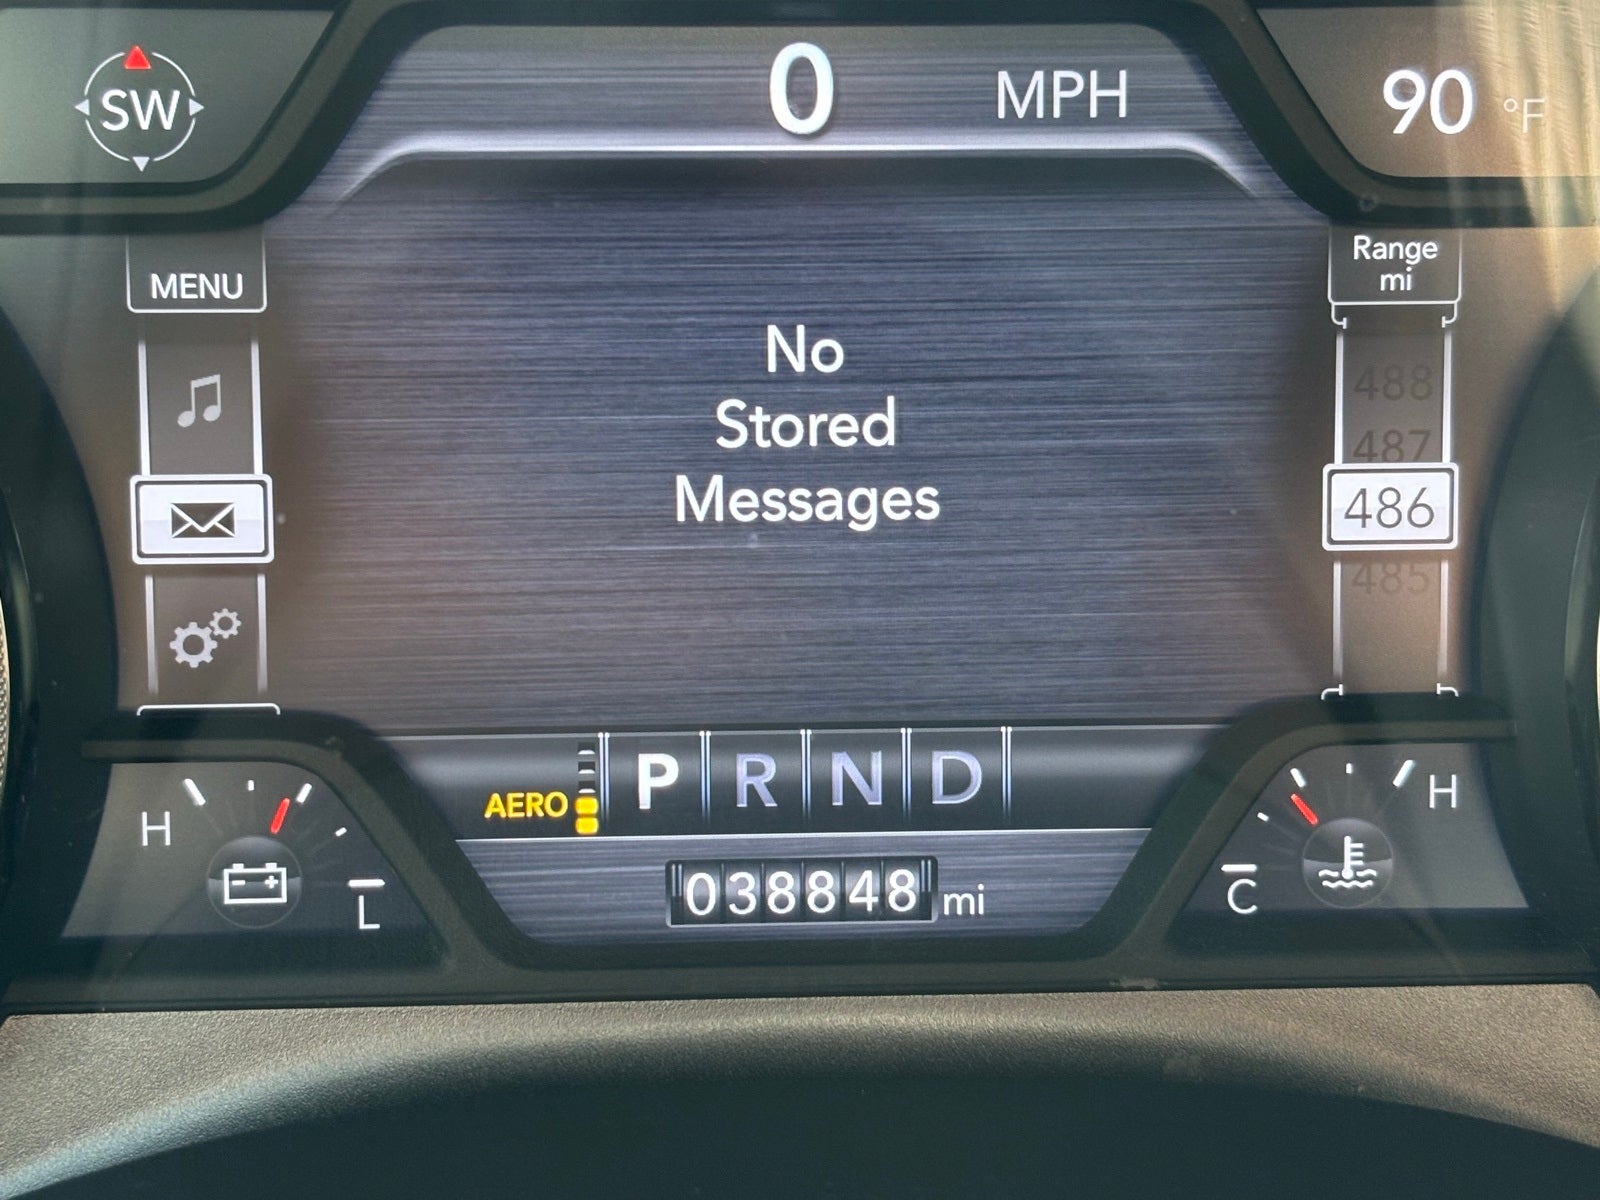 SW
0 MPH
90 °F
MENU
Range
mi
No
Stored
Messages
488
487
486
485
AERO P R N D
H
L
038848 mi
C
H